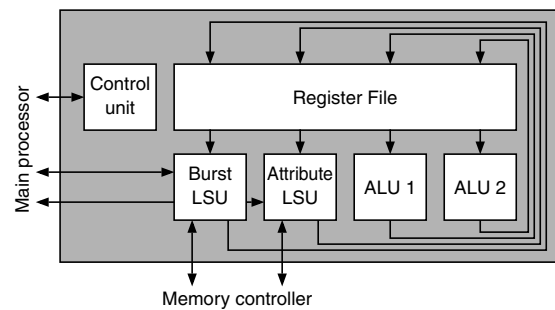 Main processor
Control
unit
Register File
Burst
LSU
Attribute
LSU
ALU 1
ALU 2
Memory controller